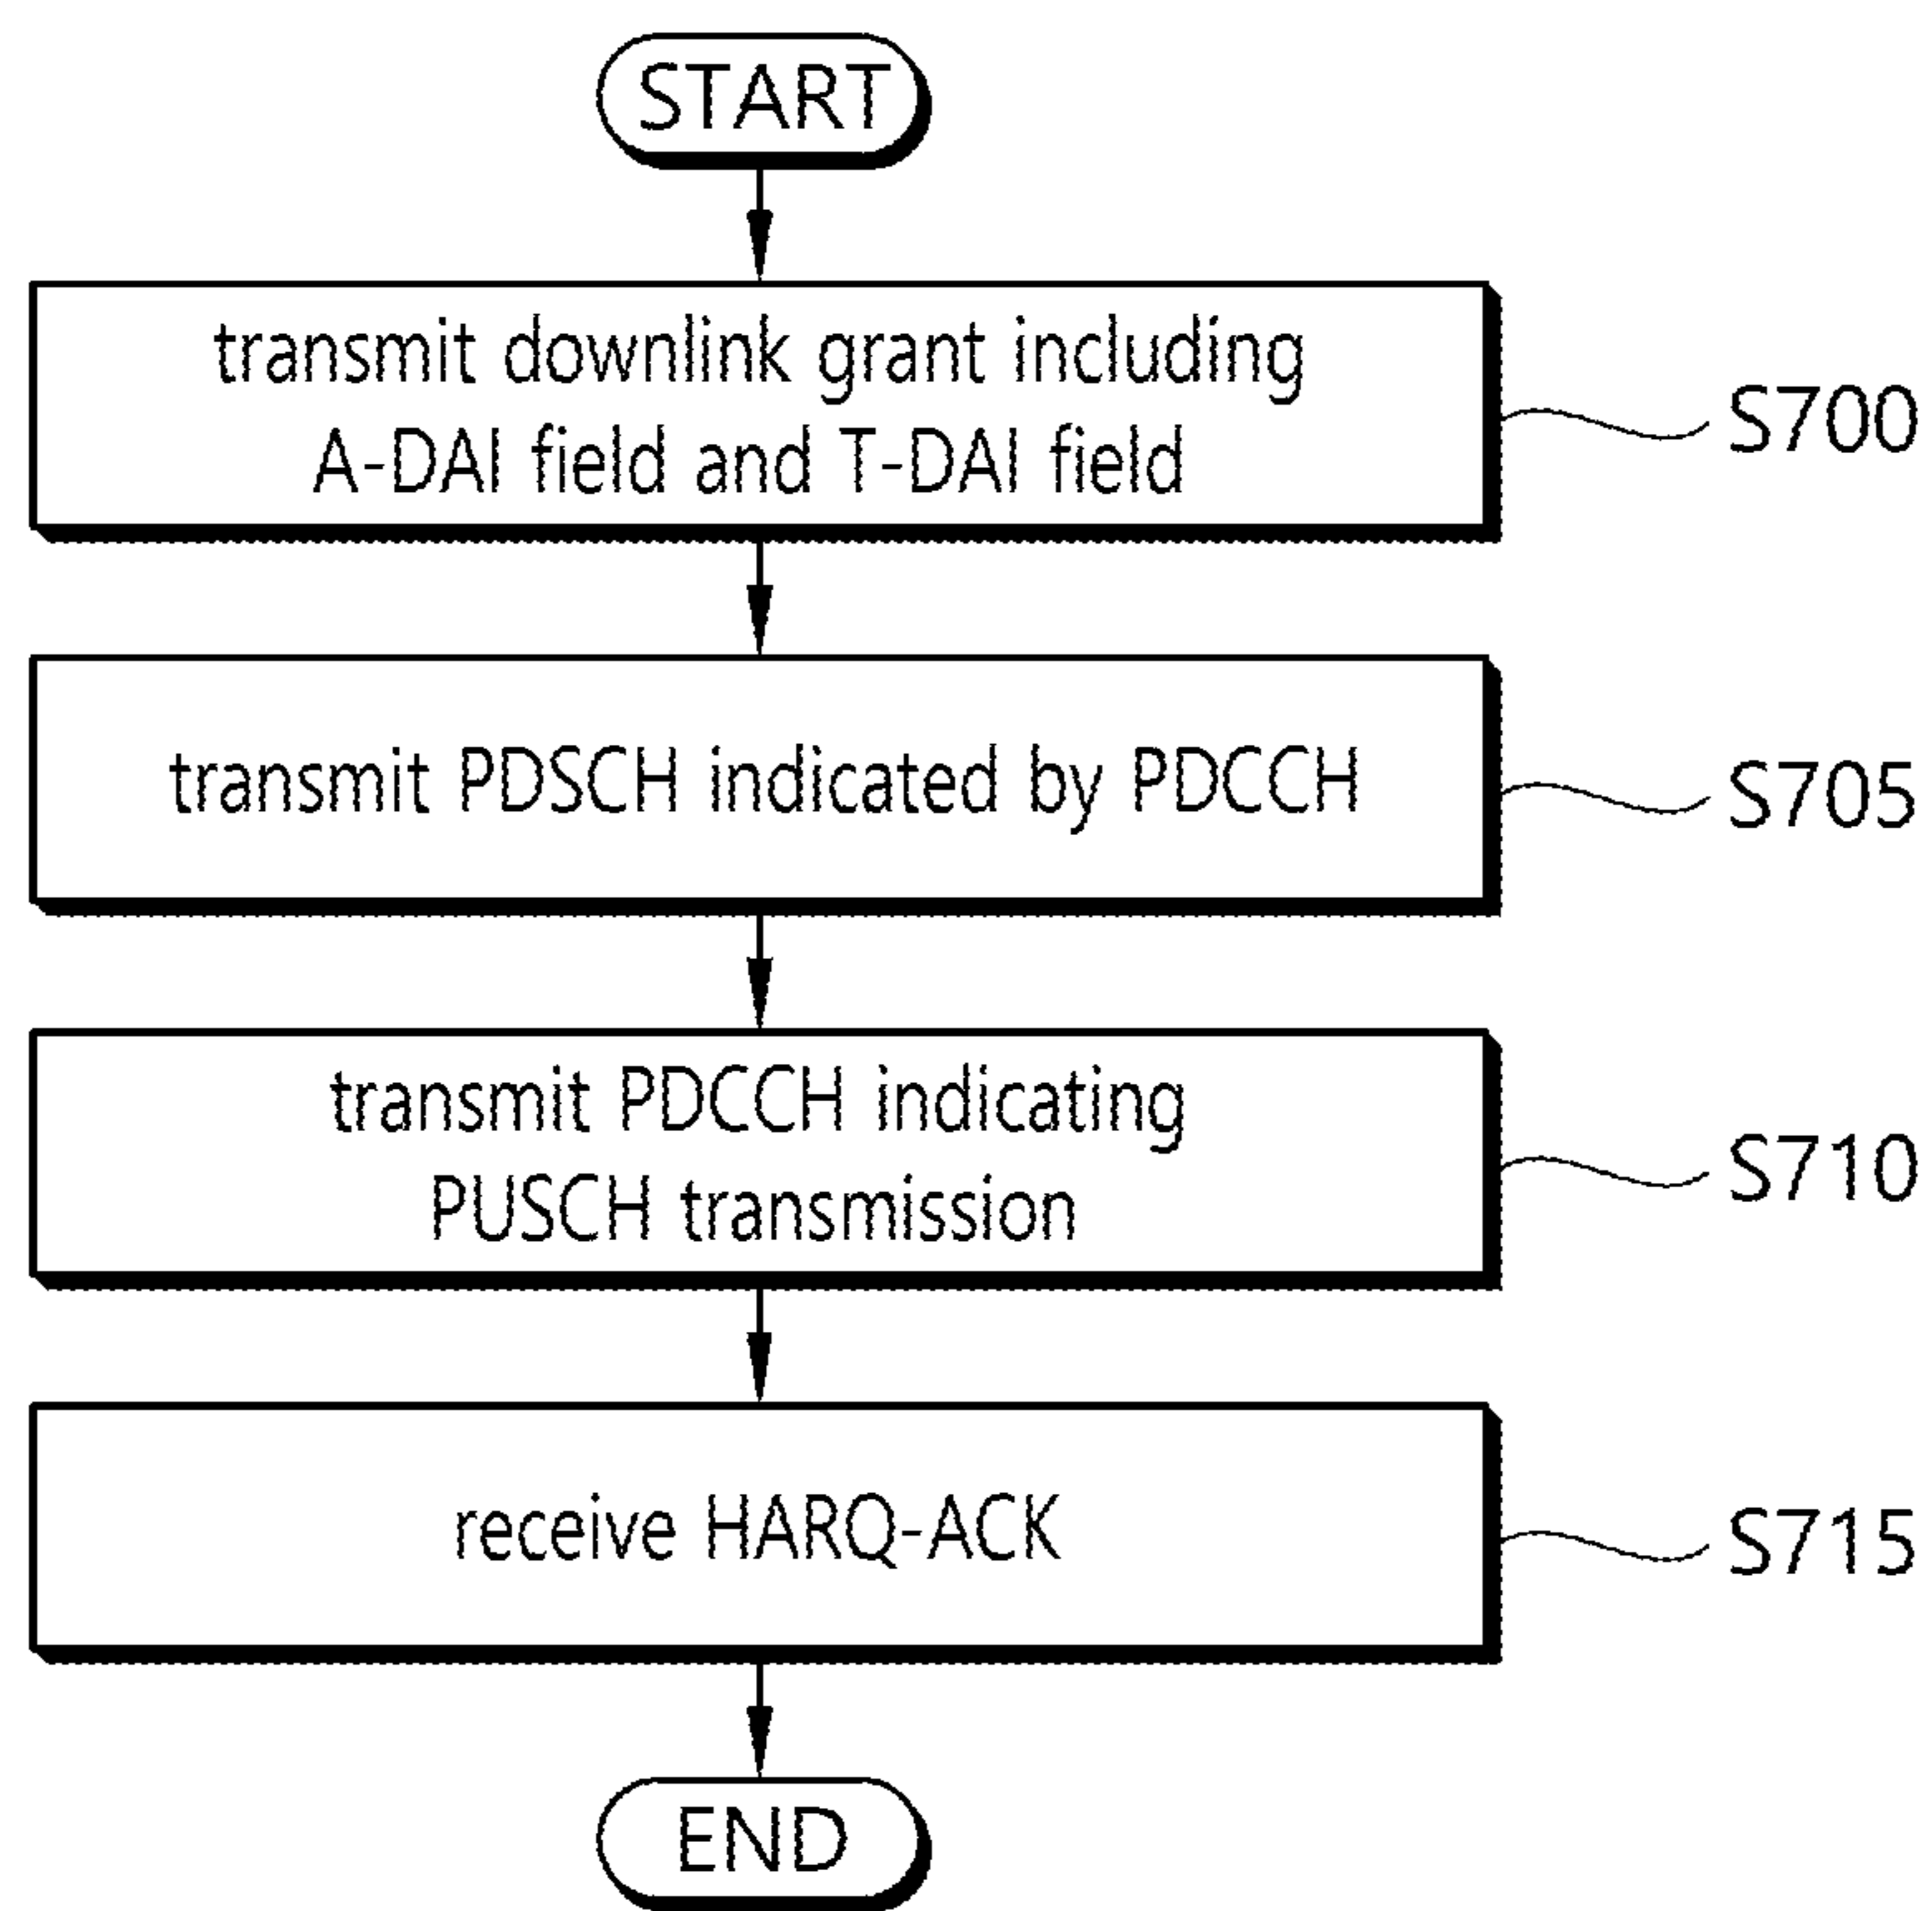 START
transmit downlink grant including
A-DAI field and T-DAI field
S700
transmit PDSCH indicated by PDCCH
S705
transmit PDCCH indicating
PUSCH transmission
S710
receive HARQ-ACK
S715
END